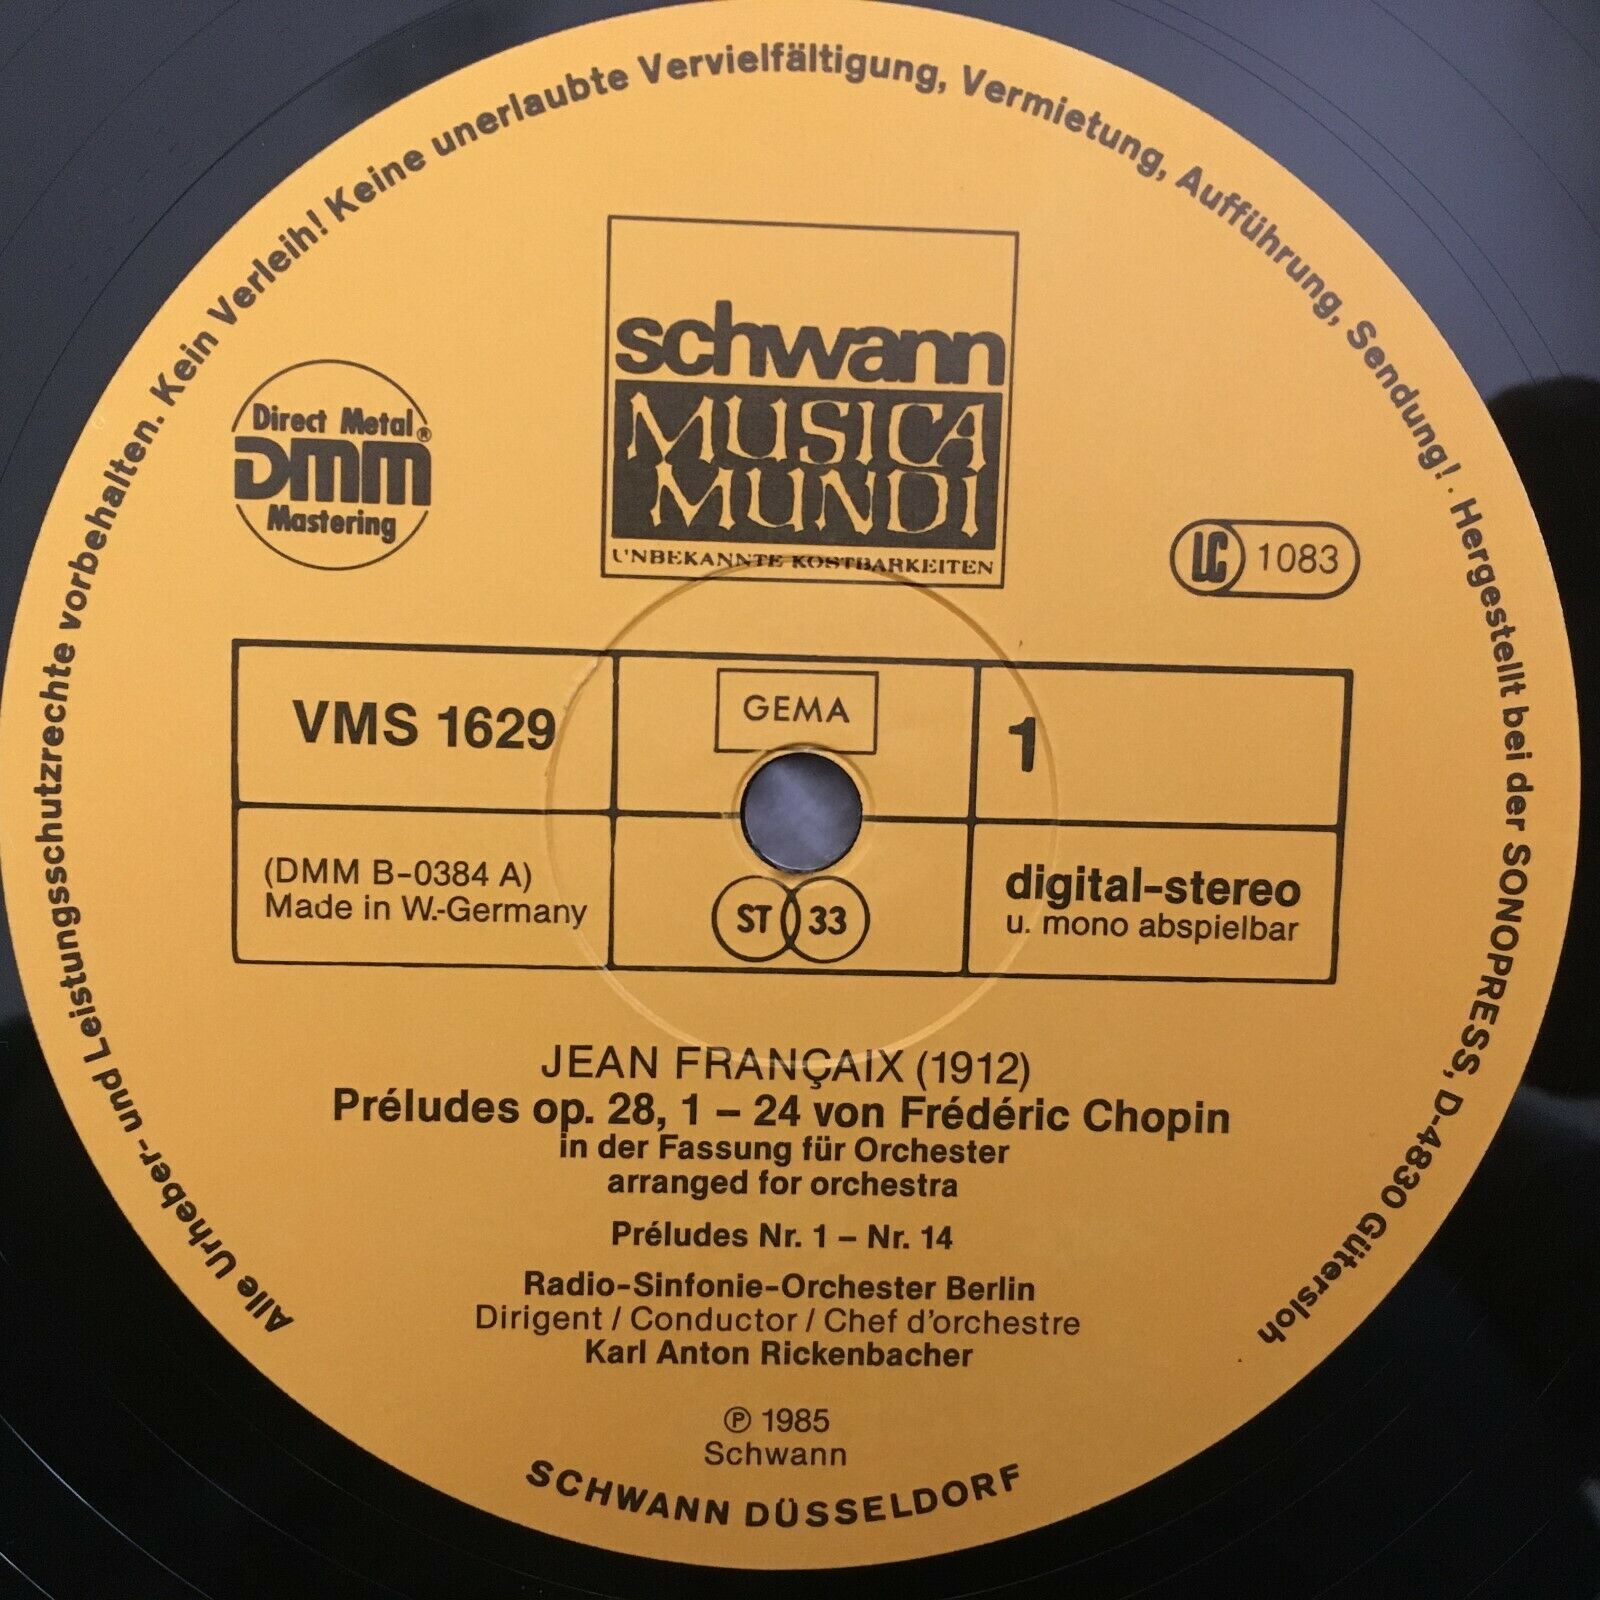 Alle Urheber- und Leistungsschutzrechte vorbehalten. Kein Verleih! Keine unerlaubte Vervielfältigung, Vermietung, Aufführung, Sendung! · Hergestellt bei der SONOPRESS, D-4830 Gütersloh
schwann
MUSICA
MUNDI
UNBEKANNTE KOSTBARKEITEN
Direct Metal®
DMM
Mastering
LC 1083
VMS 1629
GEMA
1
(DMM B-0384 A)
Made in W.-Germany
ST 33
digital-stereo
u. mono abspielbar
JEAN FRANÇAIX (1912)
Préludes op. 28, 1 – 24 von Frédéric Chopin
in der Fassung für Orchester
arranged for orchestra
Préludes Nr. 1 – Nr. 14
Radio-Sinfonie-Orchester Berlin
Dirigent / Conductor / Chef d'orchestre
Karl Anton Rickenbacher
℗ 1985
Schwann
SCHWANN DÜSSELDORF